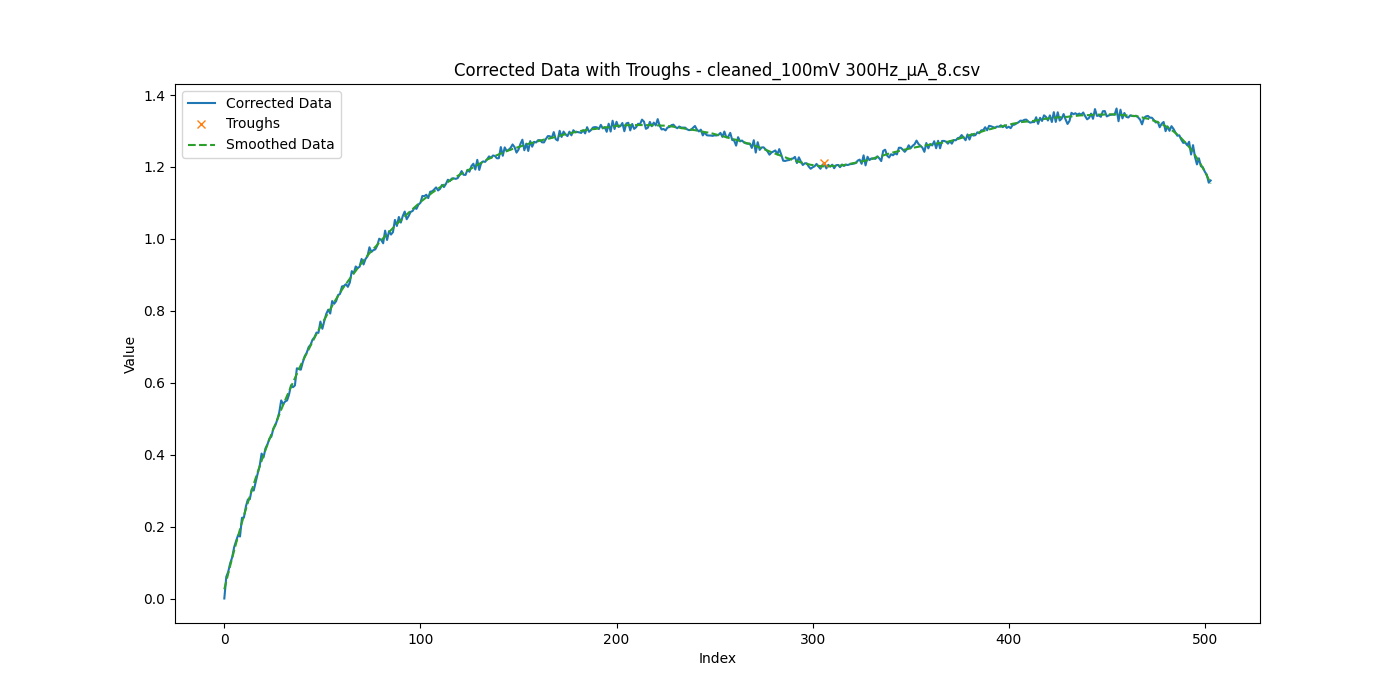 Corrected Data with Troughs - cleaned_100mV 300Hz_µA_8.csv
Corrected Data
Troughs
Smoothed Data
Value
1.4
1.2
1.0
0.8
0.6
0.4
0.2
0.0
0
100
200
300
400
500
Index